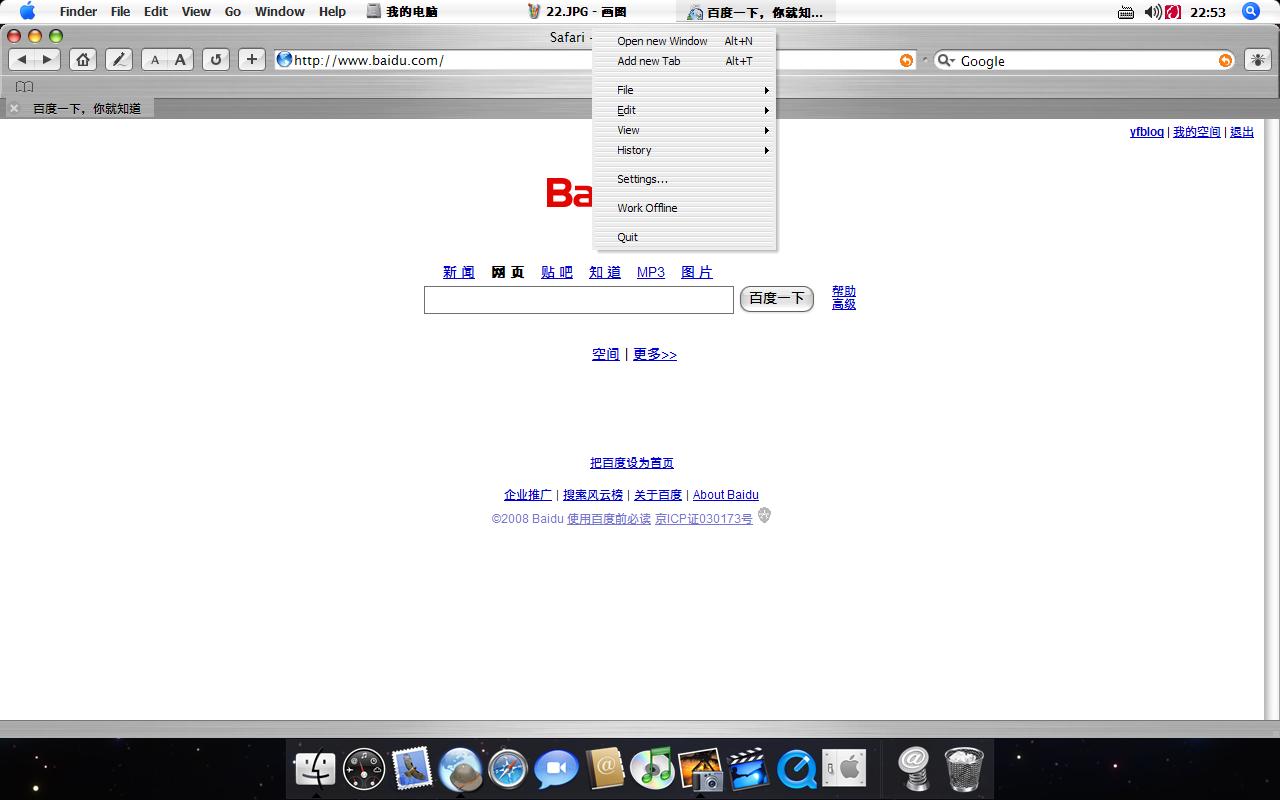 Finder File Edit View Go Window Help 我的电脑 22.JPG - 画图 百度一下，你就知... 22:53
Safari -
A A http://www.baidu.com/ Google
百度一下，你就知道
Open new Window Alt+N
Add new Tab Alt+T
File
Edit
View
History
Settings...
Work Offline
Quit
yfblog | 我的空间 | 退出
Ba
新 闻 网 页 贴 吧 知 道 MP3 图 片
百度一下 帮助
高级
空间 | 更多>>
把百度设为首页
企业推广 | 搜索风云榜 | 关于百度 | About Baidu
©2008 Baidu 使用百度前必读 京ICP证030173号